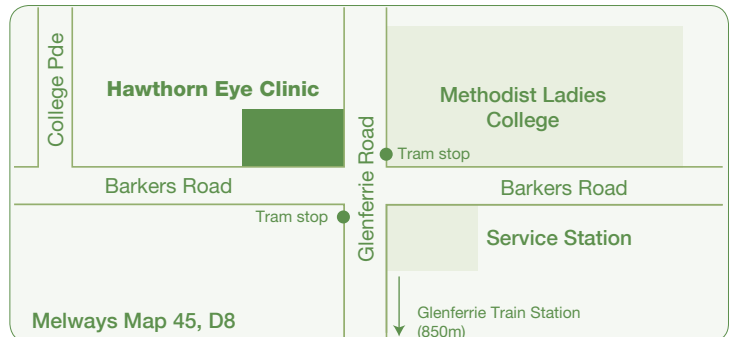 College Pde
Hawthorn Eye Clinic
Methodist Ladies
College
Glenferrie Road
Tram stop
Barkers Road
Barkers Road
Tram stop
Service Station
Melways Map 45, D8
Glenferrie Train Station
(850m)